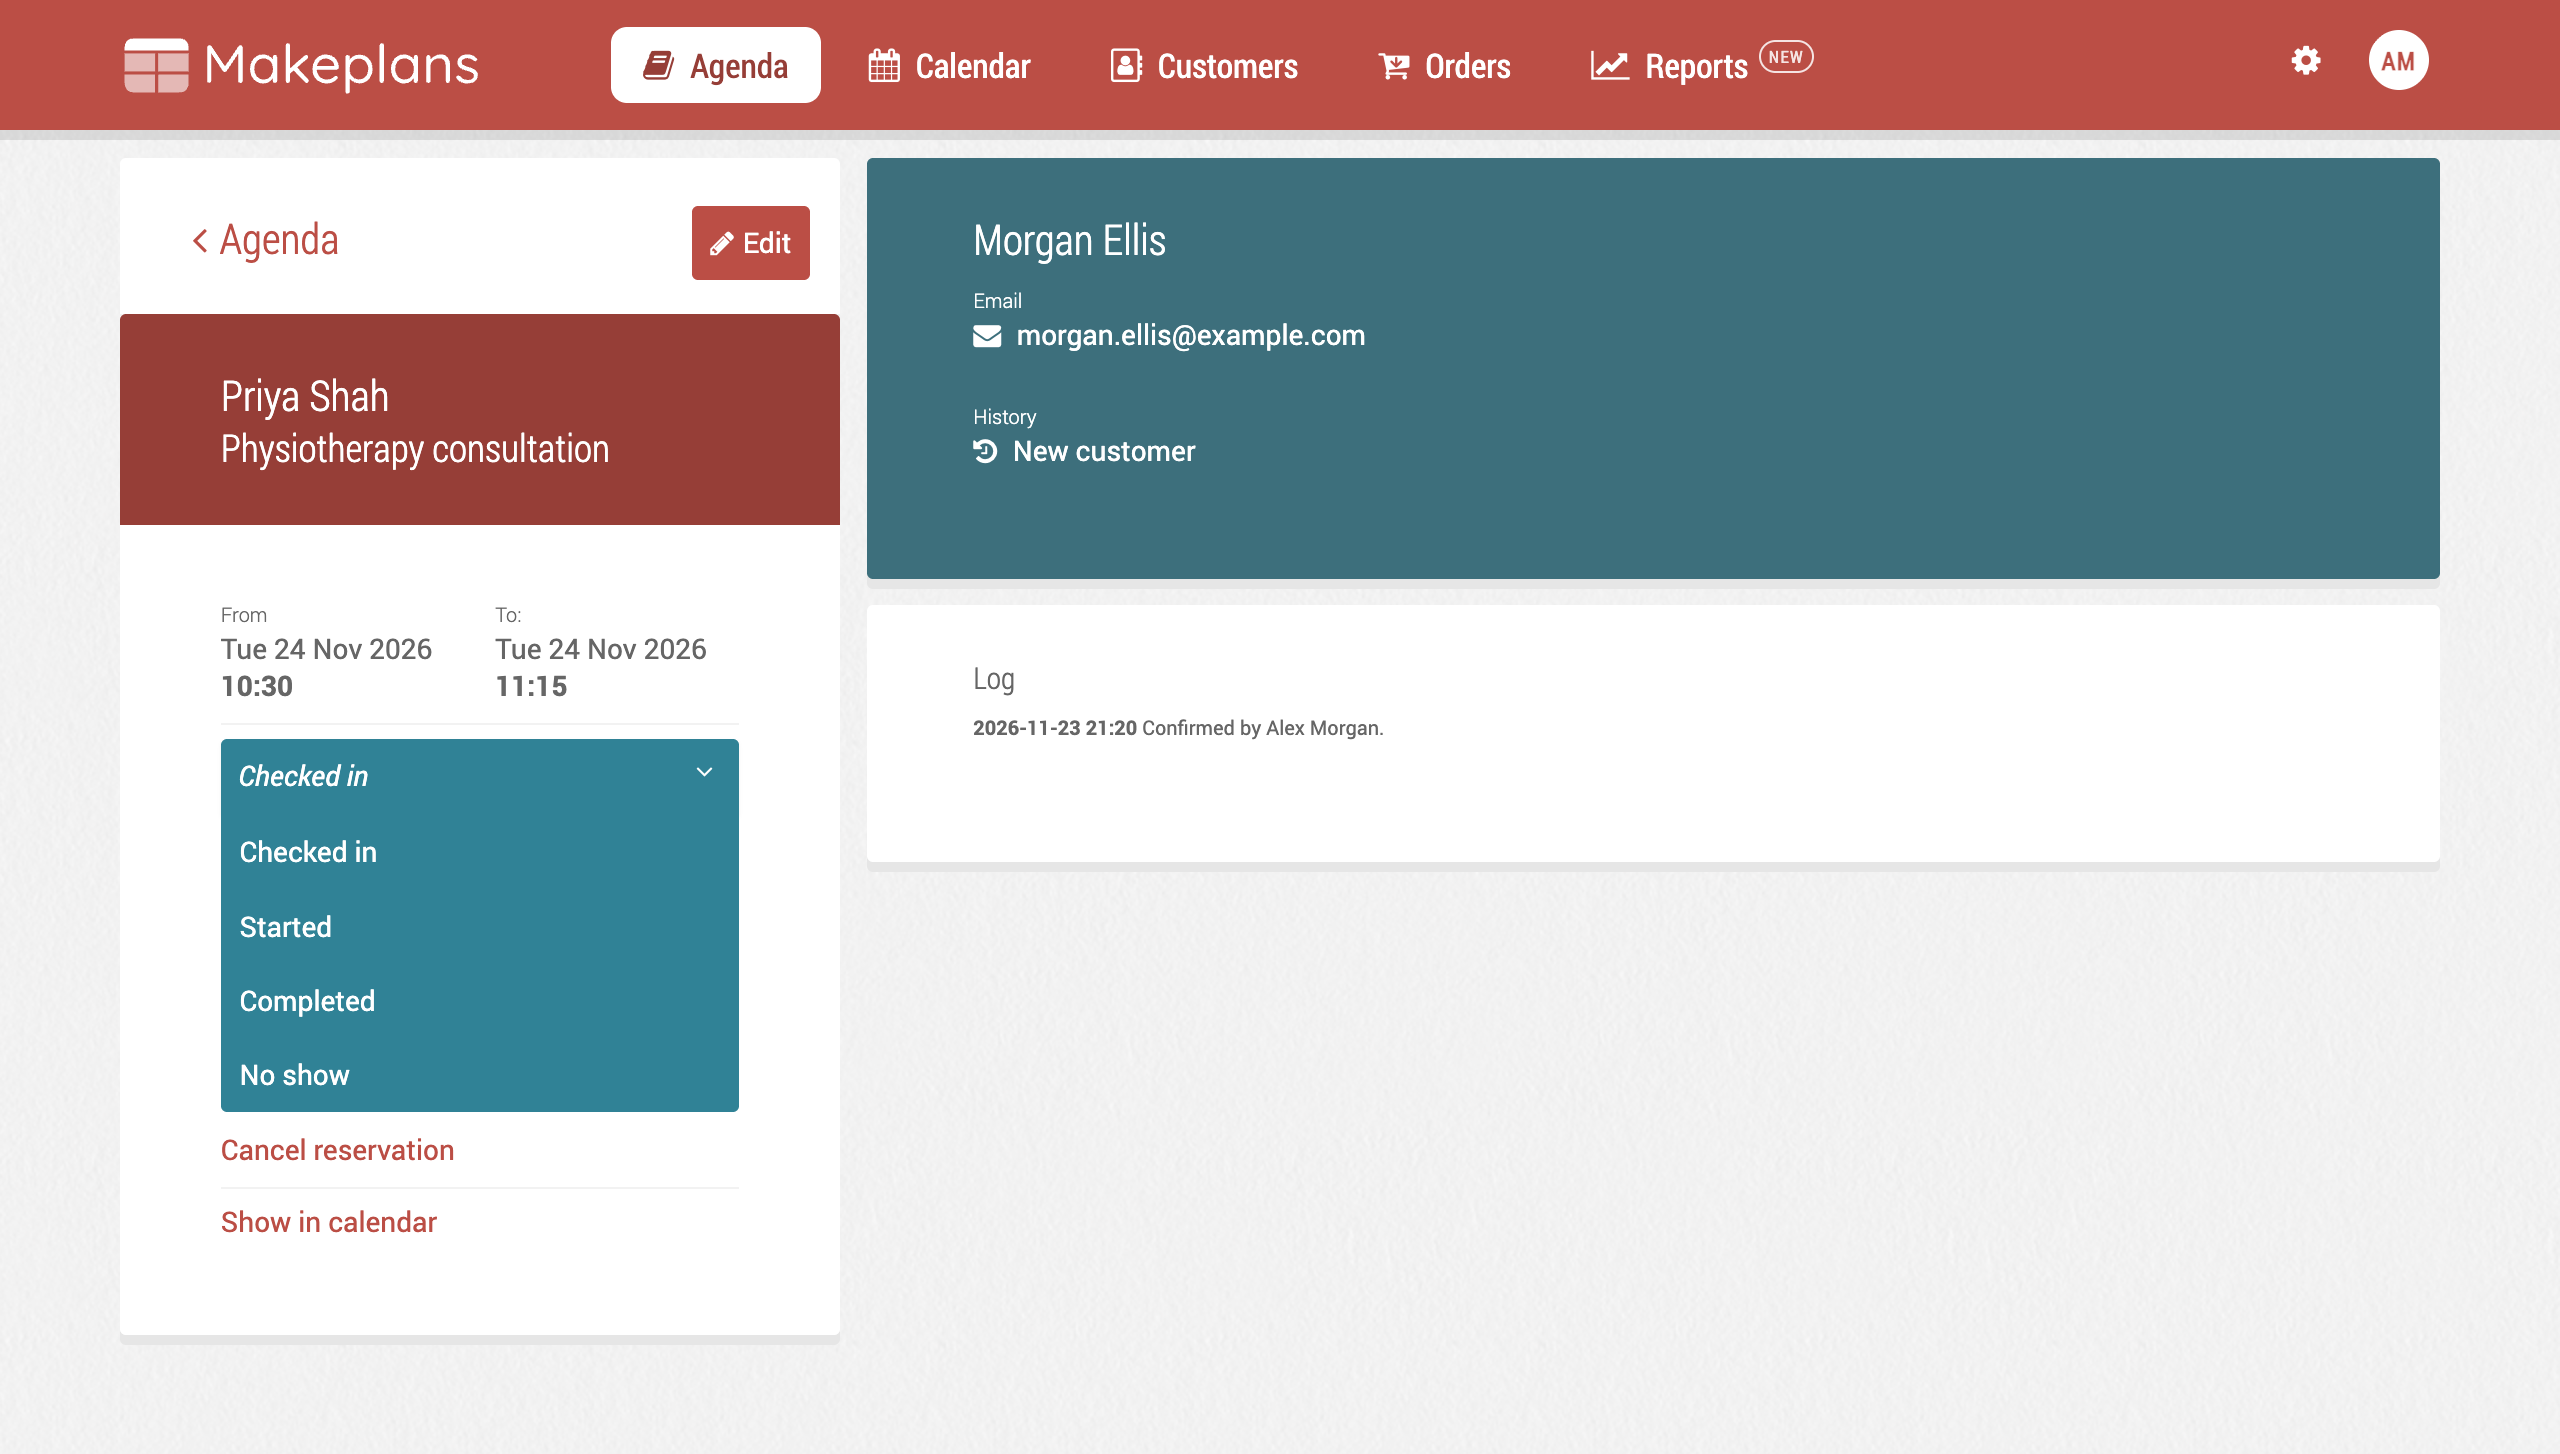 Makeplans
Agenda
Calendar
Customers
Orders
Reports NEW
AM
Agenda
Edit
Priya Shah
Physiotherapy consultation
From
Tue 24 Nov 2026
10:30
To:
Tue 24 Nov 2026
11:15
Checked in
Checked in
Started
Completed
No show
Cancel reservation
Show in calendar
Morgan Ellis
Email
morgan.ellis@example.com
History
New customer
Log
2026-11-23 21:20 Confirmed by Alex Morgan.